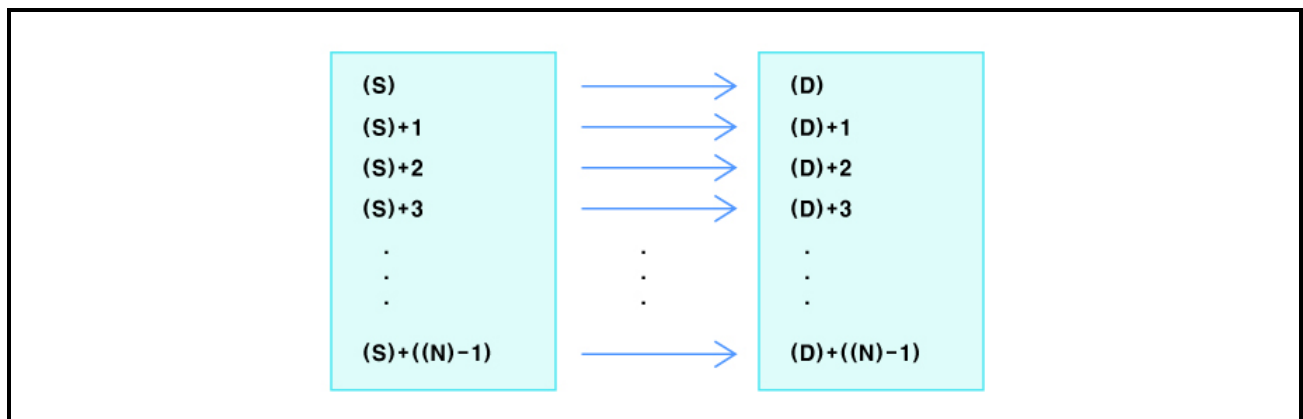 (S) (D)
(S)+1 (D)+1
(S)+2 (D)+2
(S)+3 (D)+3
. . .
. . .
. . .
(S)+((N)-1) (D)+((N)-1)